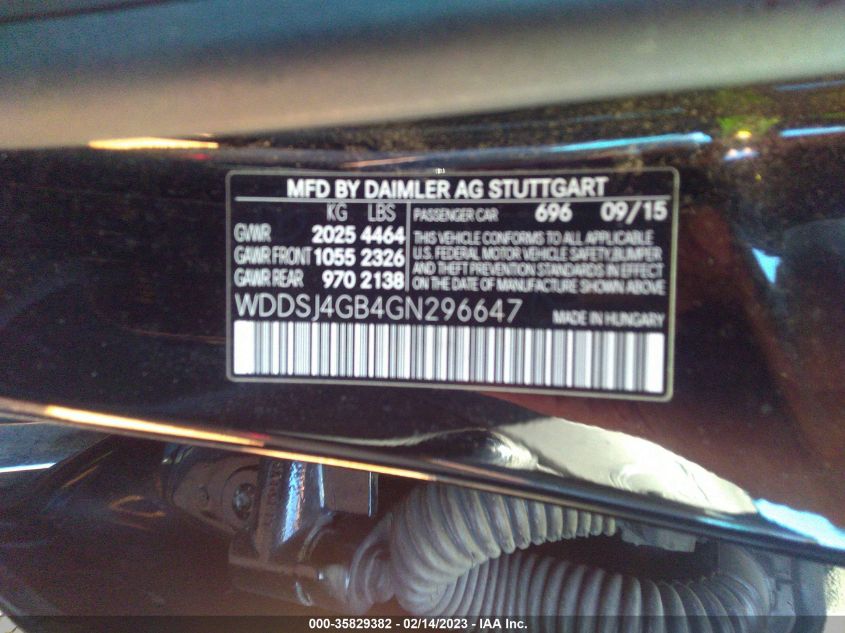 MFD BY DAIMLER AG STUTTGART
KG LBS PASSENGER CAR 696 09/15
GVWR 2025 4464 THIS VEHICLE CONFORMS TO ALL APPLICABLE
GAWR FRONT 1055 2326 U.S. FEDERAL MOTOR VEHICLE SAFETY, BUMPER
GAWR REAR 970 2138 AND THEFT PREVENTION STANDARDS IN EFFECT ON THE DATE OF MANUFACTURE SHOWN ABOVE
WDDSJ4GB4GN296647 MADE IN HUNGARY
000-35829382 - 02/14/2023 - IAA Inc.